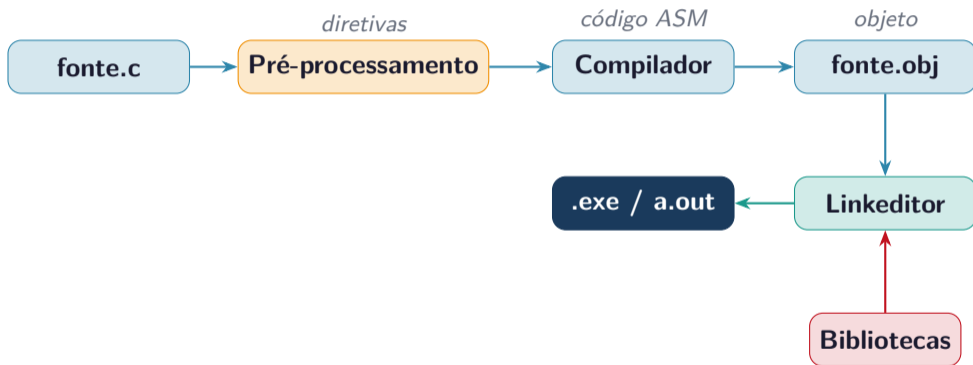 diretivas
código ASM
objeto
fonte.c
Pré-processamento
Compilador
fonte.obj
.exe / a.out
Linkeditor
Bibliotecas